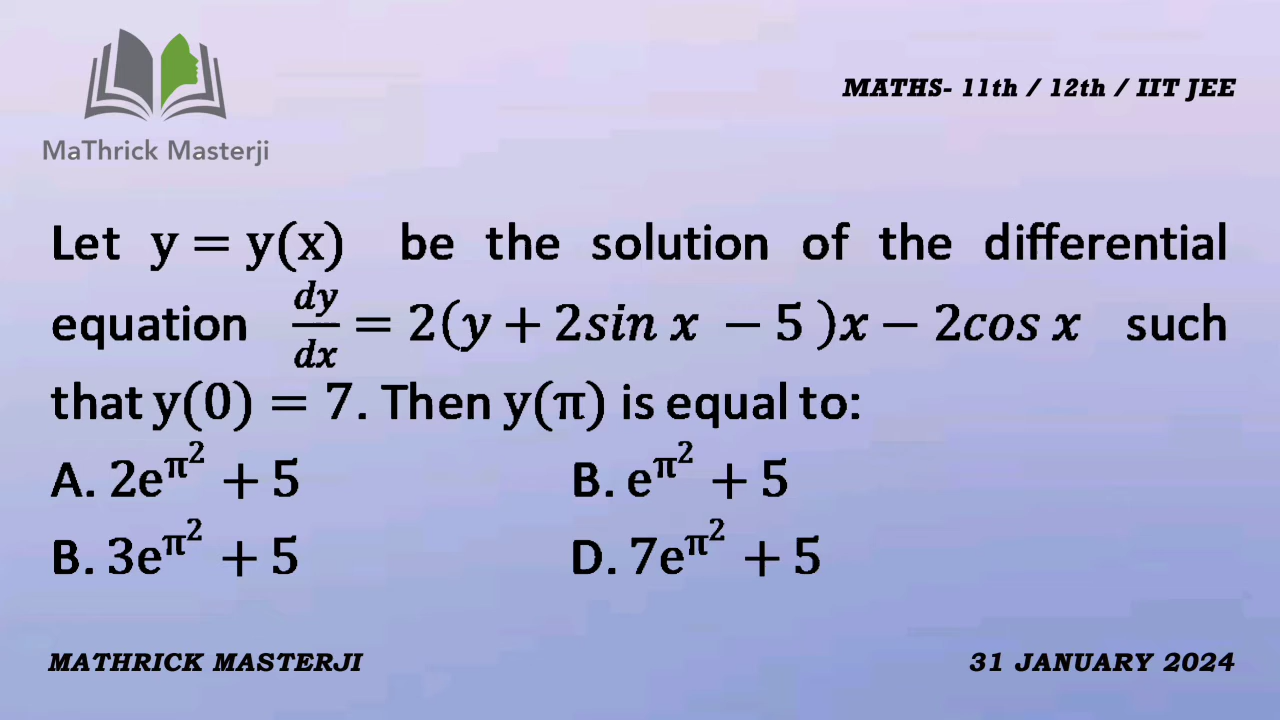 MaThrick Masterji
MATHS- 11th / 12th / IIT JEE
Let y = y(x) be the solution of the differential
equation dy/dx = 2(y + 2sin x − 5 )x − 2cos x such
that y(0) = 7. Then y(π) is equal to:
A. 2e^π² + 5 B. e^π² + 5
B. 3e^π² + 5 D. 7e^π² + 5
MATHRICK MASTERJI 31 JANUARY 2024